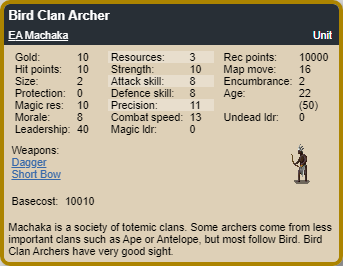 Bird Clan Archer
EA Machaka Unit
Gold: 10 Resources: 3 Rec points: 10000
Hit points: 10 Strength: 10 Map move: 16
Size: 2 Attack skill: 8 Encumbrance: 2
Protection: 0 Defence skill: 8 Age: 22
Magic res: 10 Precision: 11 (50)
Morale: 8 Combat speed: 13 Undead ldr: 0
Leadership: 40 Magic ldr: 0
Weapons:
Dagger
Short Bow
Basecost: 10010
Machaka is a society of totemic clans. Some archers come from less
important clans such as Ape or Antelope, but most follow Bird. Bird
Clan Archers have very good sight.